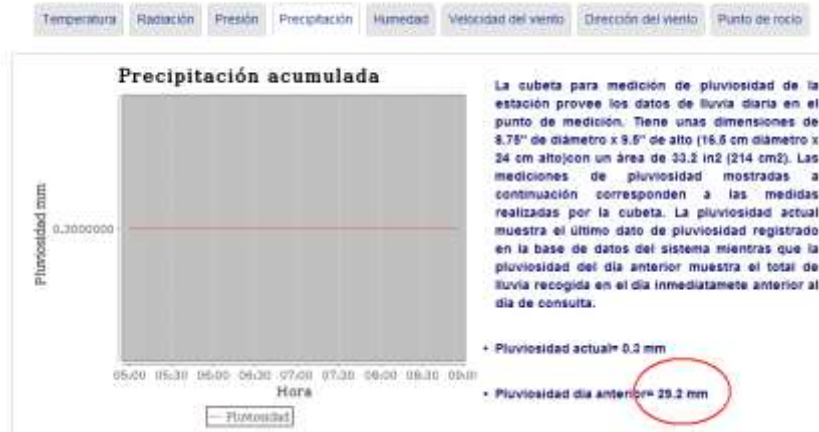 Temperatura Radiación Presión Precipitación Humedad Velocidad del viento Dirección del viento Punto de rocio
Precipitación acumulada
Pluviosidad mm
0.2000000
05:00 05:30 06:00 06:30 07:00 07:30 08:00 08:30 09:00
Hora
Pluviosidad
La cubeta para medición de pluviosidad de la
estación provee los datos de lluvia diaria en el
punto de medición. Tiene unas dimensiones de
8.75" de diámetro x 9.5" de alto (16.5 cm diámetro x
24 cm alto)con un área de 33.2 in2 (214 cm2). Las
mediciones de pluviosidad mostradas a
continuación corresponden a las medidas
realizadas por la cubeta. La pluviosidad actual
muestra el último dato de pluviosidad registrado
en la base de datos del sistema mientras que la
pluviosidad del día anterior muestra el total de
lluvia recogida en el día inmediatamete anterior al
día de consulta.
• Pluviosidad actual= 0.2 mm
• Pluviosidad dia anterior= 29.2 mm